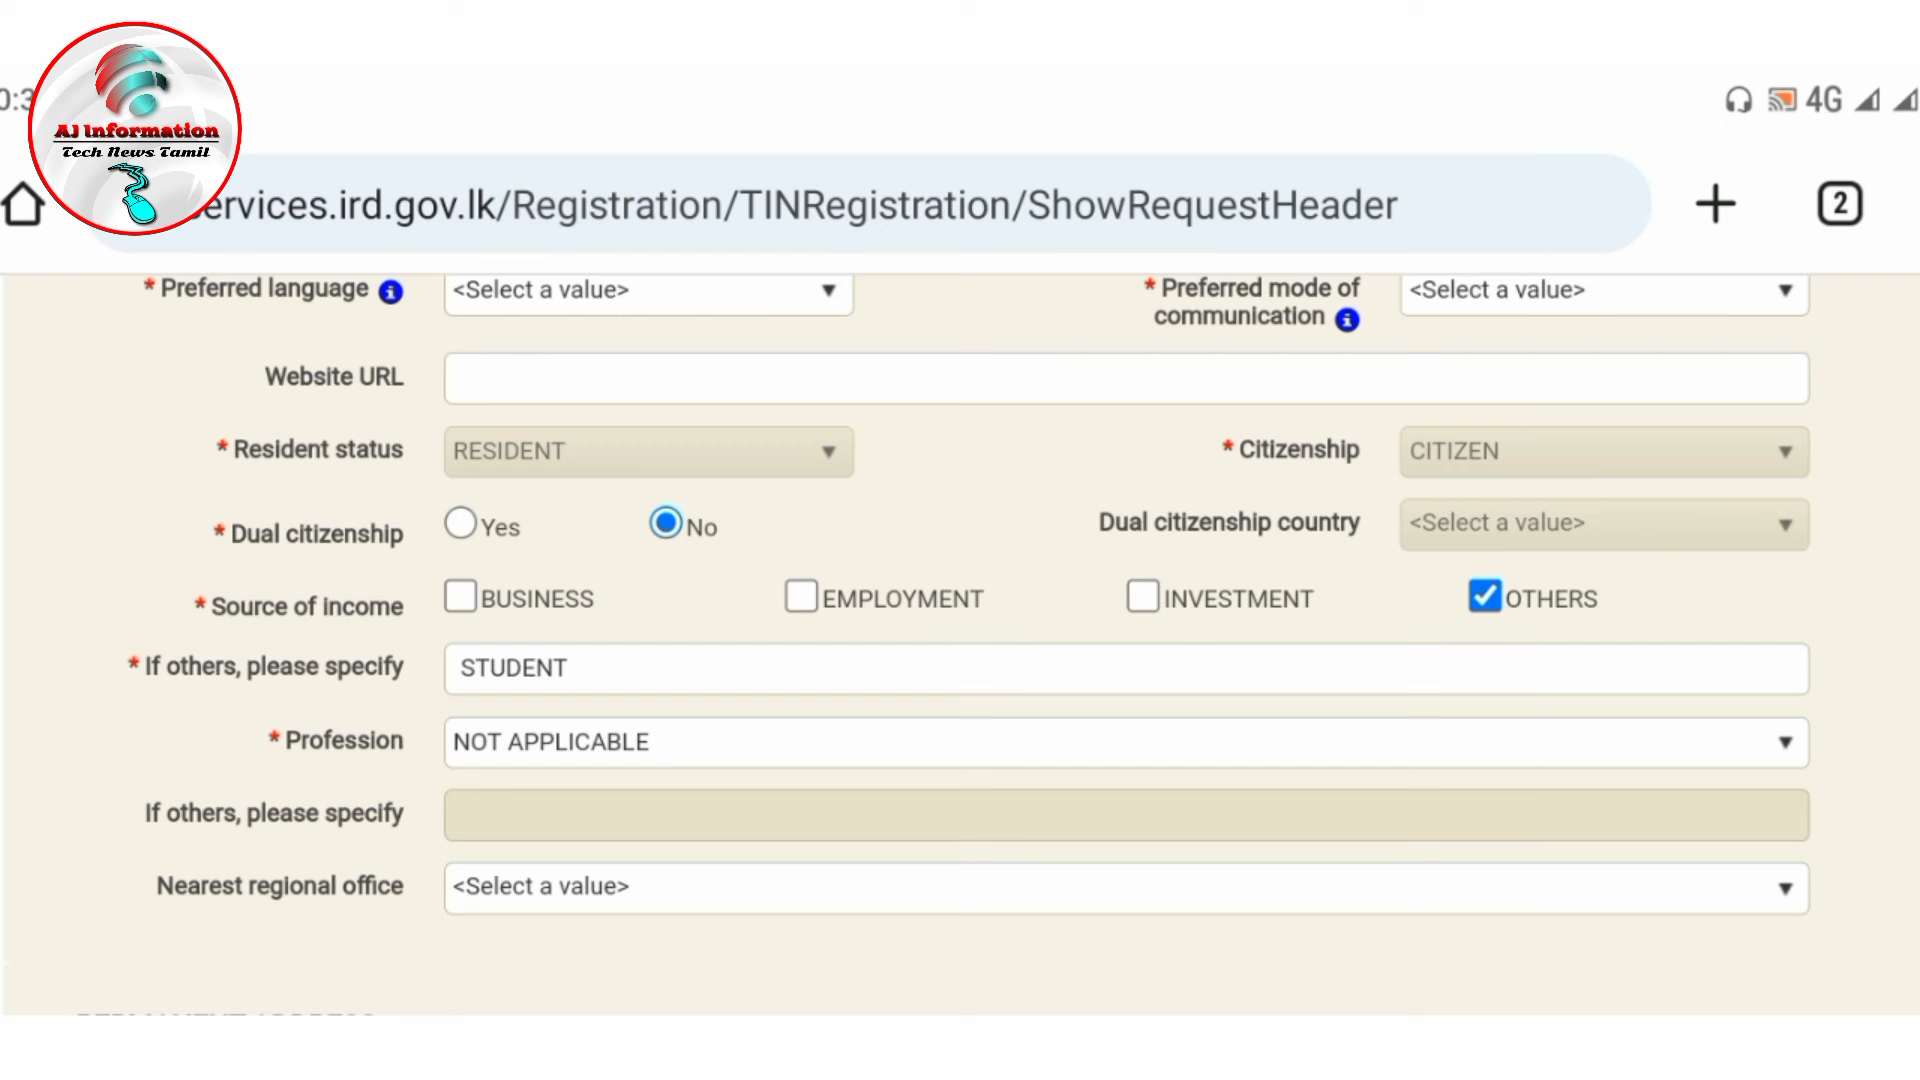 0:3
AJ Information
Tech News Tamil
4G
ervices.ird.gov.lk/Registration/TINRegistration/ShowRequestHeader
2
* Preferred language
<Select a value>
* Preferred mode of communication
<Select a value>
Website URL
* Resident status
RESIDENT
* Citizenship
CITIZEN
* Dual citizenship
Yes
No
Dual citizenship country
<Select a value>
* Source of income
BUSINESS
EMPLOYMENT
INVESTMENT
OTHERS
* If others, please specify
STUDENT
* Profession
NOT APPLICABLE
If others, please specify
Nearest regional office
<Select a value>